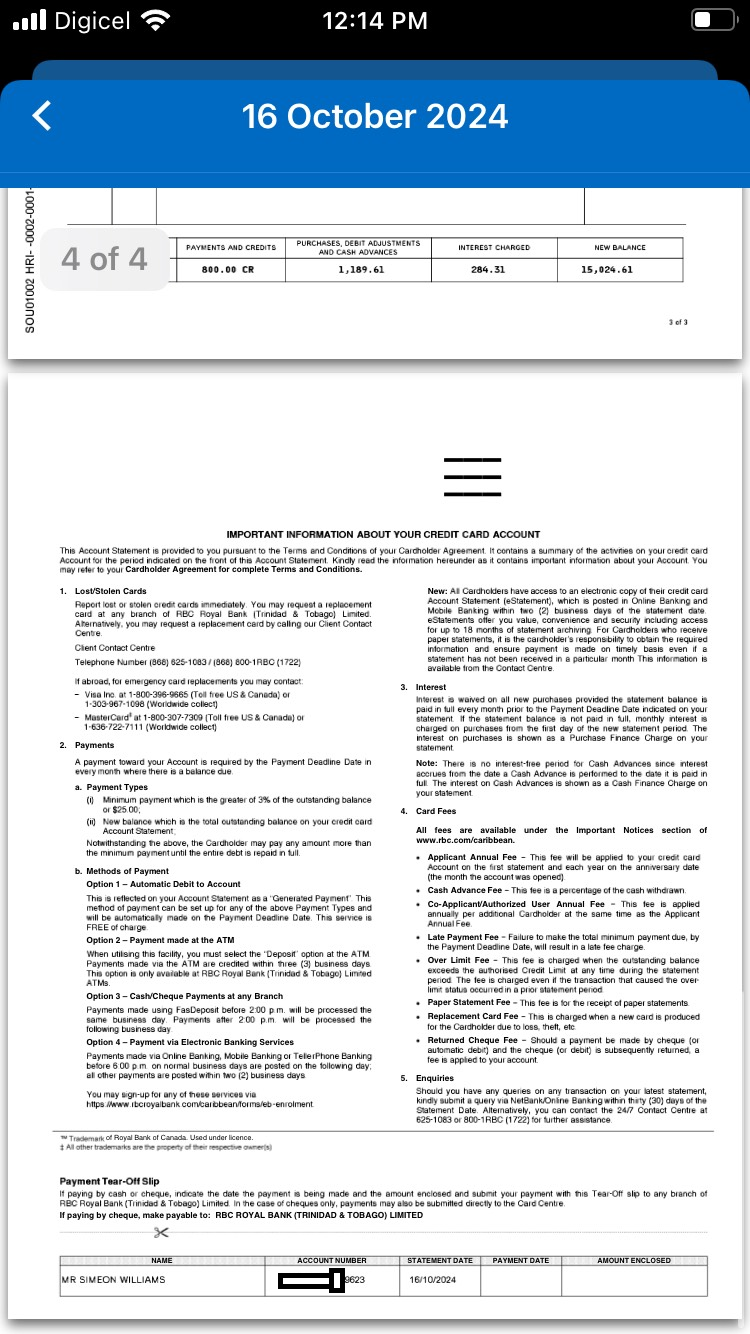 Digicel 12:14 PM
16 October 2024
SOU01002 HRI- -0002-0001-
4 of 4
PAYMENTS AND CREDITS PURCHASES, DEBIT ADJUSTMENTS AND CASH ADVANCES INTEREST CHARGED NEW BALANCE
800.00 CR 1,189.61 284.31 15,024.61
3 of 3
IMPORTANT INFORMATION ABOUT YOUR CREDIT CARD ACCOUNT
This Account Statement is provided to you pursuant to the Terms and Conditions of your Cardholder Agreement. It contains a summary of the activities on your credit card
Account for the period indicated on the front of this Account Statement. Kindly read the information hereunder as it contains important information about your Account. You
may refer to your Cardholder Agreement for complete Terms and Conditions.
1. Lost/Stolen Cards
Report lost or stolen credit cards immediately. You may request a replacement
card at any branch of RBC Royal Bank (Trinidad & Tobago) Limited.
Alternatively, you may request a replacement card by calling our Client Contact
Centre.
Client Contact Centre
Telephone Number (868) 625-1083 / (868) 800-1RBC (1722)
If abroad, for emergency card replacements you may contact:
– Visa Inc. at 1-800-396-9665 (Toll free US & Canada) or
1-303-967-1098 (Worldwide collect)
– MasterCard‡ at 1-800-307-7309 (Toll free US & Canada) or
1-636-722-7111 (Worldwide collect)
2. Payments
A payment toward your Account is required by the Payment Deadline Date in
every month where there is a balance due.
a. Payment Types
(i) Minimum payment which is the greater of 3% of the outstanding balance
or $25.00;
(ii) New balance which is the total outstanding balance on your credit card
Account Statement;
Notwithstanding the above, the Cardholder may pay any amount more than
the minimum payment until the entire debt is repaid in full.
b. Methods of Payment
Option 1 – Automatic Debit to Account
This is reflected on your Account Statement as a "Generated Payment". This
method of payment can be set up for any of the above Payment Types and
will be automatically made on the Payment Deadline Date. This service is
FREE of charge.
Option 2 – Payment made at the ATM
When utilising this facility, you must select the "Deposit" option at the ATM.
Payments made via the ATM are credited within three (3) business days.
This option is only available at RBC Royal Bank (Trinidad & Tobago) Limited
ATMs.
Option 3 – Cash/Cheque Payments at any Branch
Payments made using FasDeposit before 2:00 p.m. will be processed the
same business day. Payments after 2:00 p.m. will be processed the
following business day.
Option 4 – Payment via Electronic Banking Services
Payments made via Online Banking, Mobile Banking or TellerPhone Banking
before 6:00 p.m. on normal business days are posted on the following day;
all other payments are posted within two (2) business days.
You may sign-up for any of these services via
https://www.rbcroyalbank.com/caribbean/forms/eb-enrolment.
New: All Cardholders have access to an electronic copy of their credit card
Account Statement (eStatement), which is posted in Online Banking and
Mobile Banking within two (2) business days of the statement date.
eStatements offer you value, convenience and security including access
for up to 18 months of statement archiving. For Cardholders who receive
paper statements, it is the cardholder's responsibility to obtain the required
information and ensure payment is made on timely basis even if a
statement has not been received in a particular month This information is
available from the Contact Centre.
3. Interest
Interest is waived on all new purchases provided the statement balance is
paid in full every month prior to the Payment Deadline Date indicated on your
statement. If the statement balance is not paid in full, monthly interest is
charged on purchases from the first day of the new statement period. The
interest on purchases is shown as a Purchase Finance Charge on your
statement.
Note: There is no interest-free period for Cash Advances since interest
accrues from the date a Cash Advance is performed to the date it is paid in
full. The interest on Cash Advances is shown as a Cash Finance Charge on
your statement.
4. Card Fees
All fees are available under the Important Notices section of
www.rbc.com/caribbean.
• Applicant Annual Fee – This fee will be applied to your credit card
Account on the first statement and each year on the anniversary date
(the month the account was opened).
• Cash Advance Fee – This fee is a percentage of the cash withdrawn.
• Co-Applicant/Authorized User Annual Fee – This fee is applied
annually per additional Cardholder at the same time as the Applicant
Annual Fee.
• Late Payment Fee – Failure to make the total minimum payment due, by
the Payment Deadline Date, will result in a late fee charge.
• Over Limit Fee – This fee is charged when the outstanding balance
exceeds the authorised Credit Limit at any time during the statement
period. The fee is charged even if the transaction that caused the over-
limit status occurred in a prior statement period.
• Paper Statement Fee – This fee is for the receipt of paper statements.
• Replacement Card Fee – This is charged when a new card is produced
for the Cardholder due to loss, theft, etc.
• Returned Cheque Fee – Should a payment be made by cheque (or
automatic debit) and the cheque (or debit) is subsequently returned, a
fee is applied to your account.
5. Enquiries
Should you have any queries on any transaction on your latest statement,
kindly submit a query via NetBank/Online Banking within thirty (30) days of the
Statement Date. Alternatively, you can contact the 24/7 Contact Centre at
625-1083 or 800-1RBC (1722) for further assistance.
™ Trademark of Royal Bank of Canada. Used under licence.
‡ All other trademarks are the property of their respective owner(s)
Payment Tear-Off Slip
If paying by cash or cheque, indicate the date the payment is being made and the amount enclosed and submit your payment with this Tear-Off slip to any branch of
RBC Royal Bank (Trinidad & Tobago) Limited. In the case of cheques only, payments may also be submitted directly to the Card Centre.
If paying by cheque, make payable to: RBC ROYAL BANK (TRINIDAD & TOBAGO) LIMITED
NAME ACCOUNT NUMBER STATEMENT DATE PAYMENT DATE AMOUNT ENCLOSED
MR SIMEON WILLIAMS 9623 16/10/2024